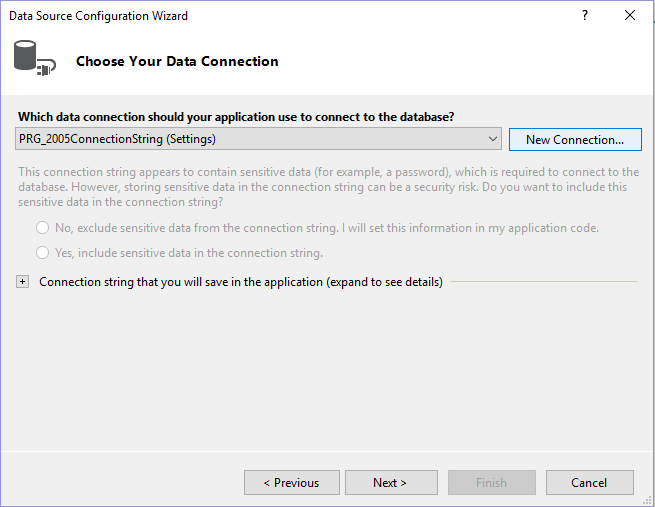 Data Source Configuration Wizard
?
Choose Your Data Connection
Which data connection should your application use to connect to the database?
PRG_2005ConnectionString (Settings)
New Connection...
This connection string appears to contain sensitive data (for example, a password), which is required to connect to the
database. However, storing sensitive data in the connection string can be a security risk. Do you want to include this
sensitive data in the connection string?
No, exclude sensitive data from the connection string. I will set this information in my application code.
Yes, include sensitive data in the connection string.
Connection string that you will save in the application (expand to see details)
< Previous
Next >
Finish
Cancel